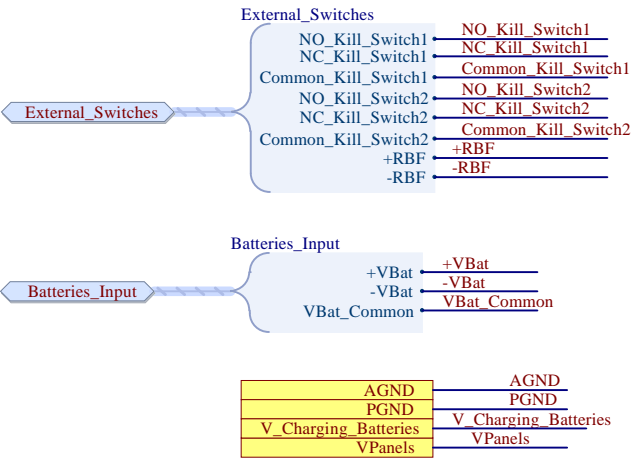 External_Switches
NO_Kill_Switch1 NO_Kill_Switch1
NC_Kill_Switch1 NC_Kill_Switch1
Common_Kill_Switch1 Common_Kill_Switch1
NO_Kill_Switch2 NO_Kill_Switch2
External_Switches NC_Kill_Switch2 NC_Kill_Switch2
Common_Kill_Switch2 Common_Kill_Switch2
+RBF +RBF
-RBF -RBF
Batteries_Input
+VBat +VBat
Batteries_Input -VBat -VBat
VBat_Common VBat_Common
AGND AGND
PGND PGND
V_Charging_Batteries V_Charging_Batteries
VPanels VPanels